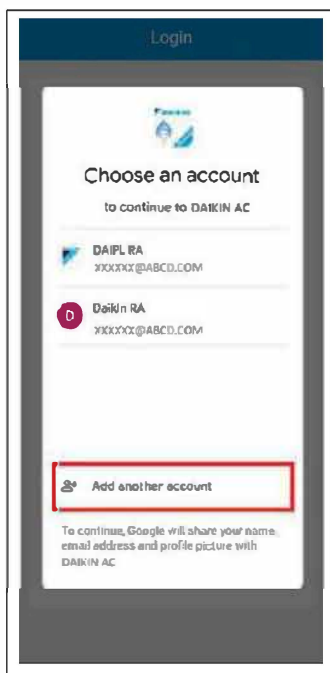 Login
Choose an account
to continue to DAIKIN AC
DAIPL RA
XXXXXX@ABCD.COM
D
Daikin RA
XXXXXX@ABCD.COM
Add another account
To continue, Google will share your name,
email address and profile picture with
DAIKIN AC